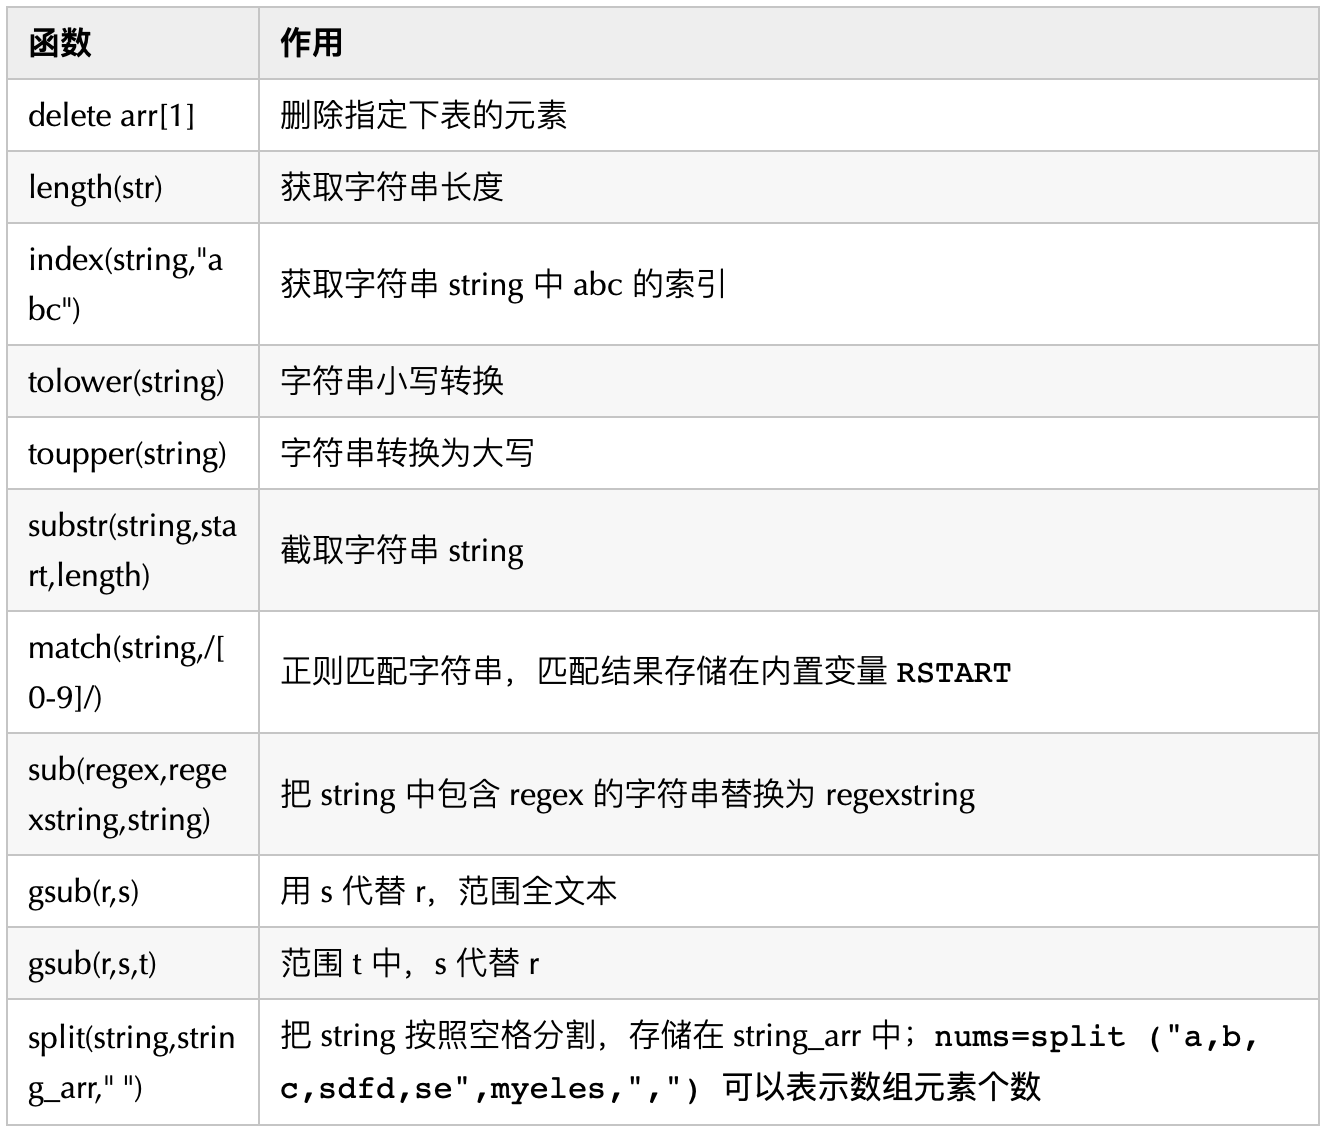 函数 作用
delete arr[1] 删除指定下表的元素
length(str) 获取字符串长度
index(string,"a
bc") 获取字符串 string 中 abc 的索引
tolower(string) 字符串小写转换
toupper(string) 字符串转换为大写
substr(string,sta
rt,length) 截取字符串 string
match(string,/[
0-9]/) 正则匹配字符串，匹配结果存储在内置变量 RSTART
sub(regex,rege
xstring,string) 把 string 中包含 regex 的字符串替换为 regexstring
gsub(r,s) 用 s 代替 r，范围全文本
gsub(r,s,t) 范围 t 中，s 代替 r
split(string,strin
g_arr," ") 把 string 按照空格分割，存储在 string_arr 中；nums=split ("a,b,
c,sdfd,se",myeles,",") 可以表示数组元素个数